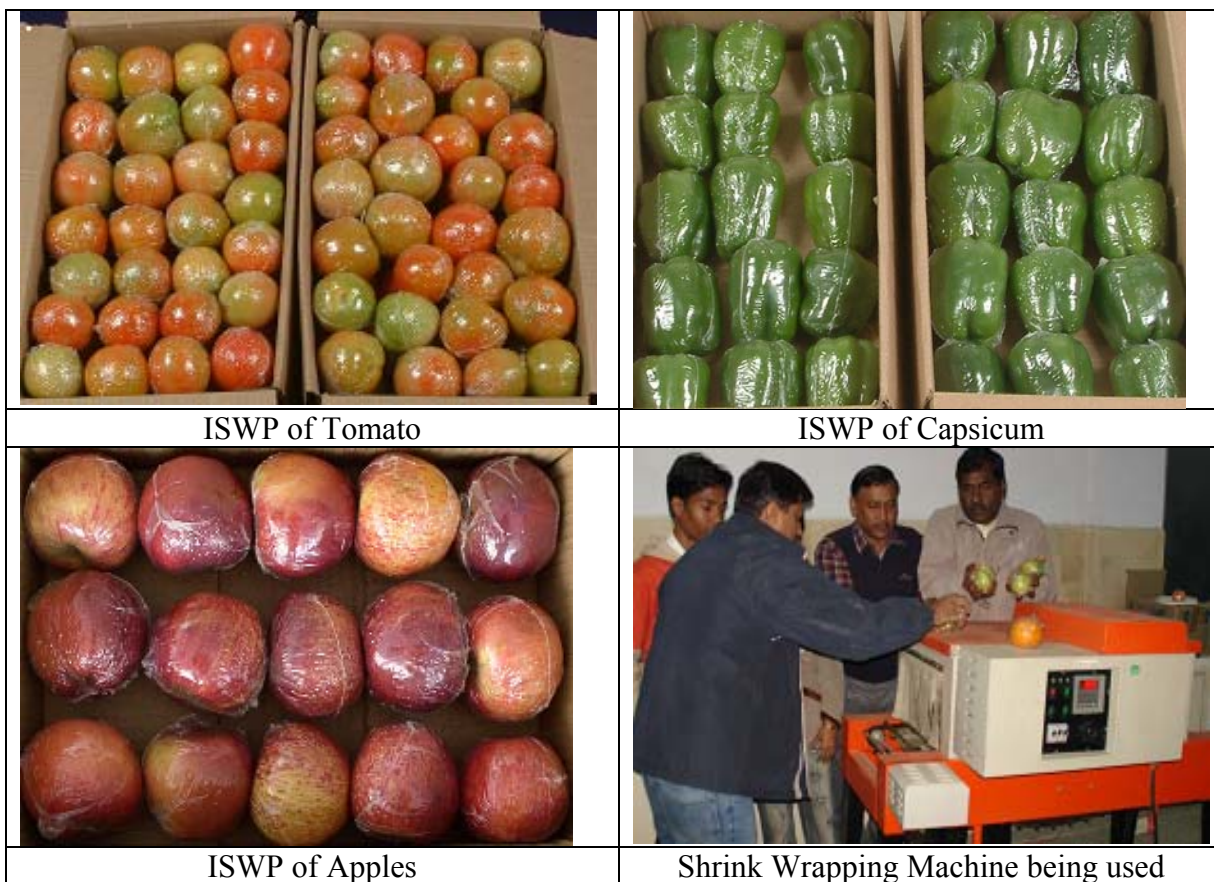 ISWP of Tomato
ISWP of Capsicum
ISWP of Apples
Shrink Wrapping Machine being used